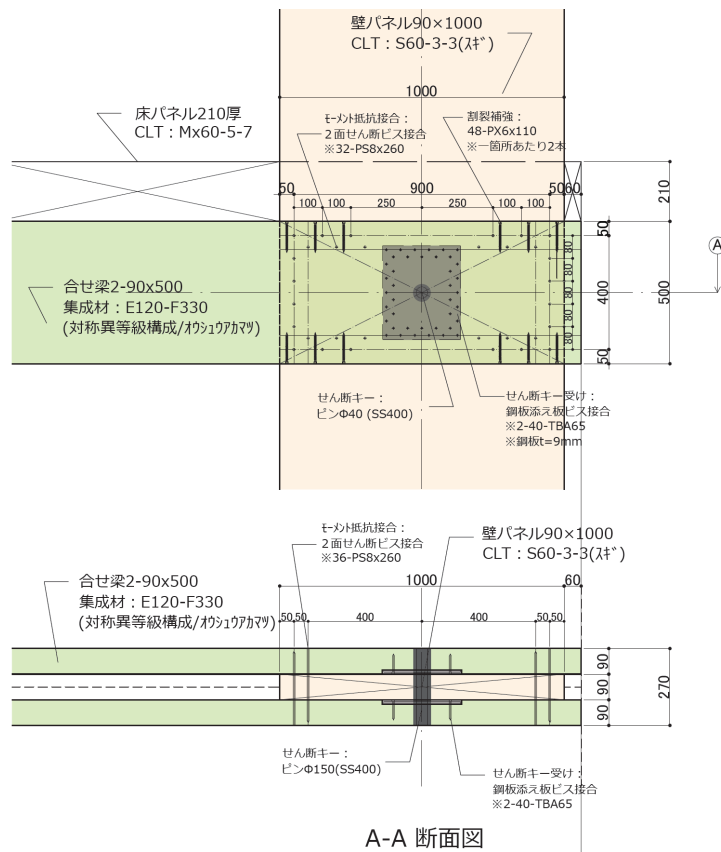 壁パネル90×1000
CLT：S60-3-3(ｽｷﾞ)
1000
床パネル210厚
CLT：Mx60-5-7
ﾓｰﾒﾝﾄ抵抗接合：
2面せん断ビス接合
※32-PS8x260
割裂補強：
48-PX6x110
※一箇所あたり2本
50
900
50
60
100
100
250
250
100
100
210
50
400
50
500
80
80
80
80
80
A
合せ梁2-90x500
集成材：E120-F330
(対称異等級構成/ｵｳｼｭｳｱｶﾏﾂ)
せん断キー：
ピンΦ40 (SS400)
せん断キー受け：
鋼板添え板ビス接合
※2-40-TBA65
※鋼板t=9mm
ﾓｰﾒﾝﾄ抵抗接合：
2面せん断ビス接合
※36-PS8x260
壁パネル90×1000
CLT：S60-3-3(ｽｷﾞ)
合せ梁2-90x500
集成材：E120-F330
(対称異等級構成/ｵｳｼｭｳｱｶﾏﾂ)
1000
60
50
50
400
400
50
50
90
90
90
270
せん断キー：
ピンΦ150(SS400)
せん断キー受け：
鋼板添え板ビス接合
※2-40-TBA65
A-A 断面図